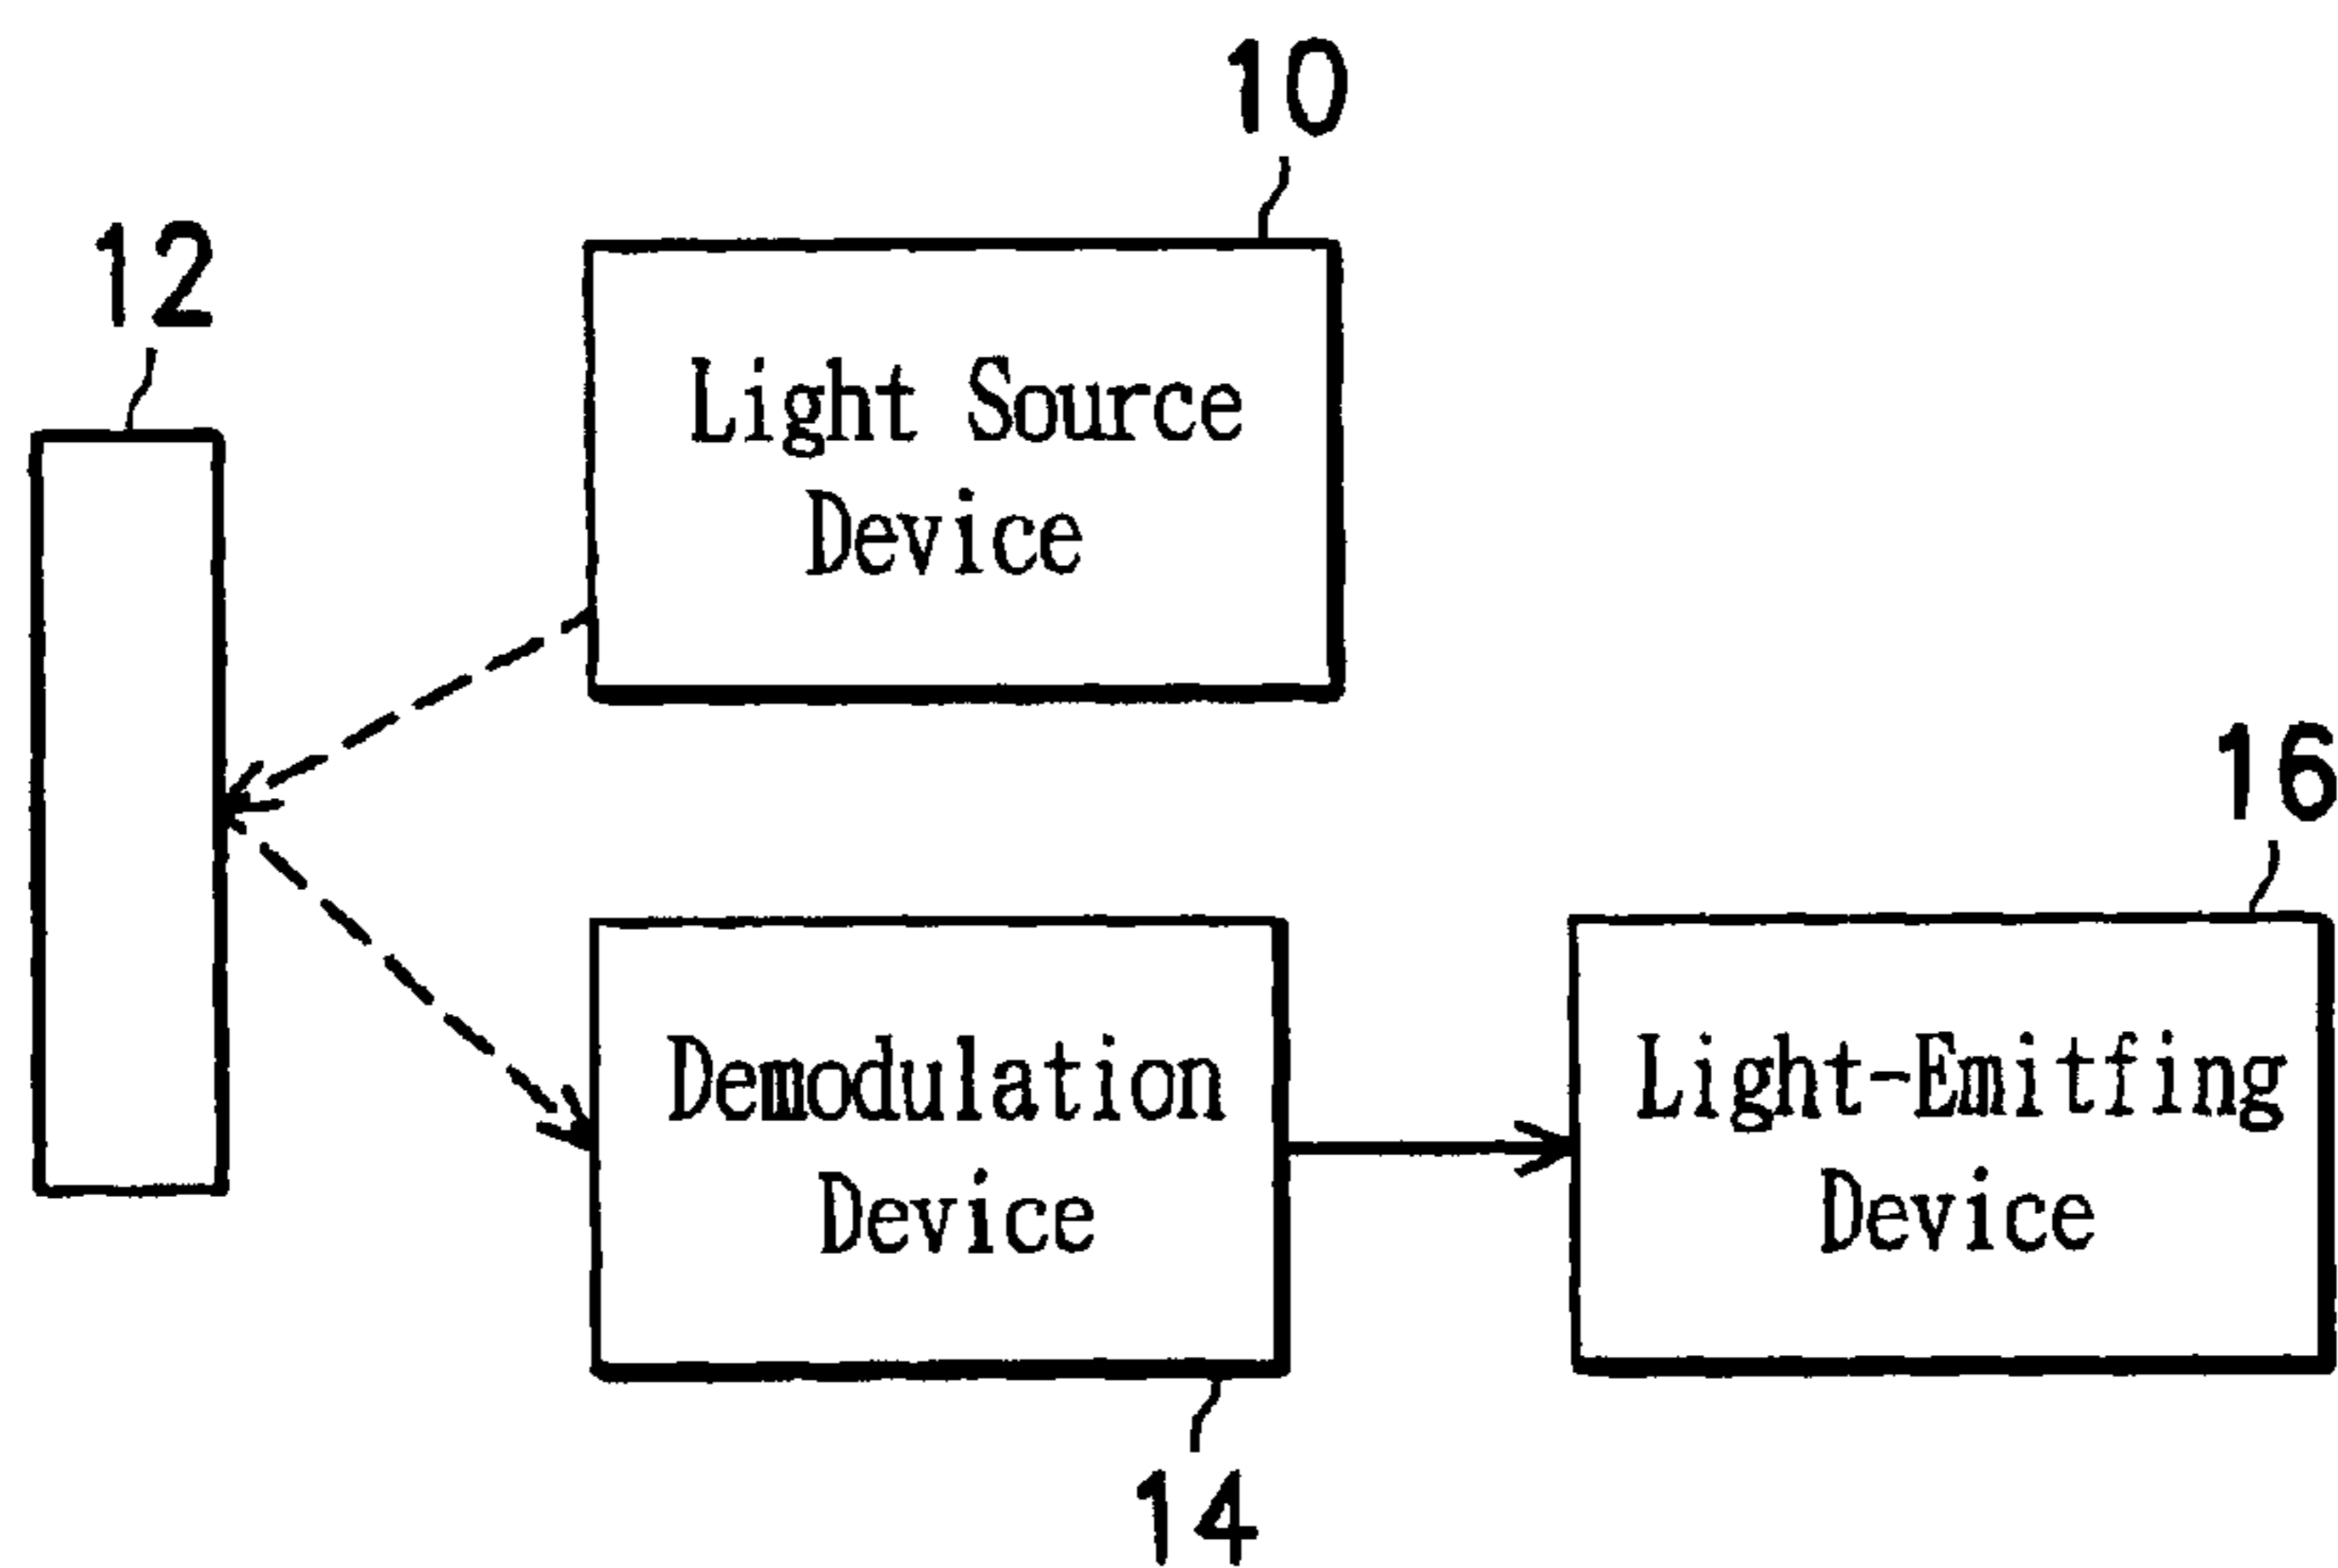 10
12
Light Source
Device
16
Demodulation
Device
Light-Emitfing
Device
14